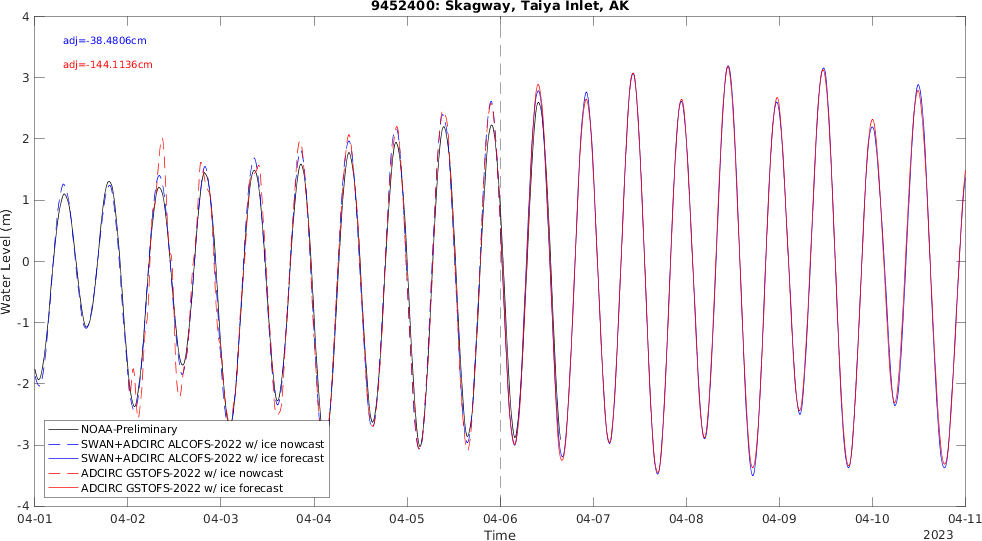 9452400: Skagway, Taiya Inlet, AK
4
adj=-38.4806cm
adj=-144.1136cm
3
2
1
0
-1
-2
-3
-4
Water Level (m)
NOAA-Preliminary
SWAN+ADCIRC ALCOFS-2022 w/ ice nowcast
SWAN+ADCIRC ALCOFS-2022 w/ ice forecast
ADCIRC GSTOFS-2022 w/ ice nowcast
ADCIRC GSTOFS-2022 w/ ice forecast
04-01 04-02 04-03 04-04 04-05 04-06 04-07 04-08 04-09 04-10 04-11
Time
2023